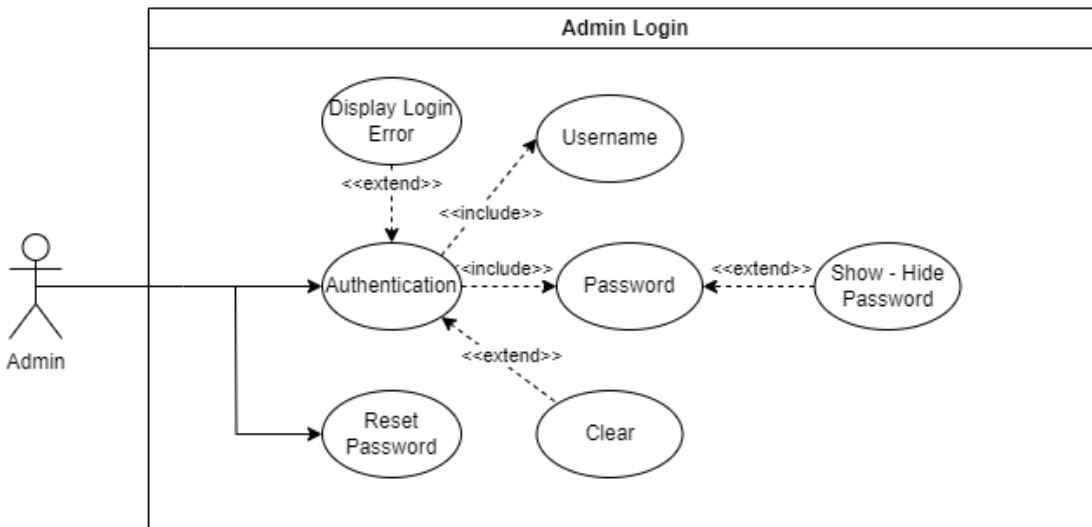 Admin Login
Display Login
Error
Username
<<extend>>
<<include>>
Authentication
<<include>>
Password
<<extend>>
Show - Hide
Password
Admin
<<extend>>
Reset
Password
Clear